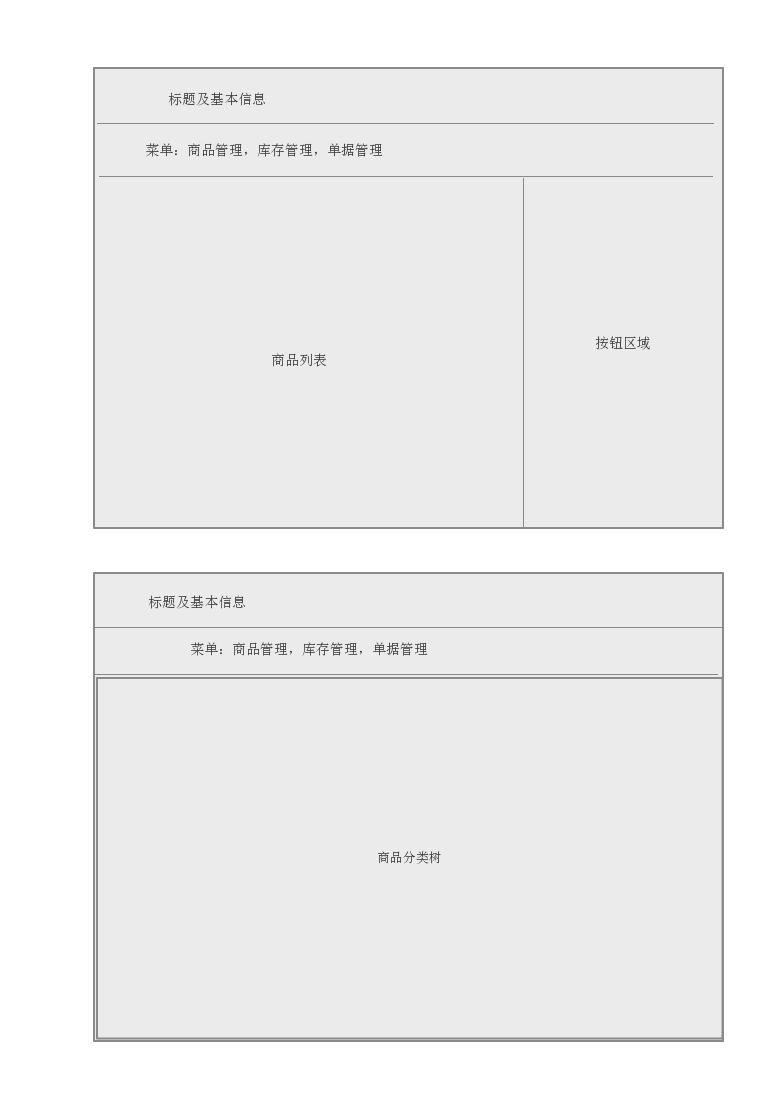 标题及基本信息
菜单：商品管理，库存管理，单据管理
商品列表
按钮区域
标题及基本信息
菜单：商品管理，库存管理，单据管理
商品分类树